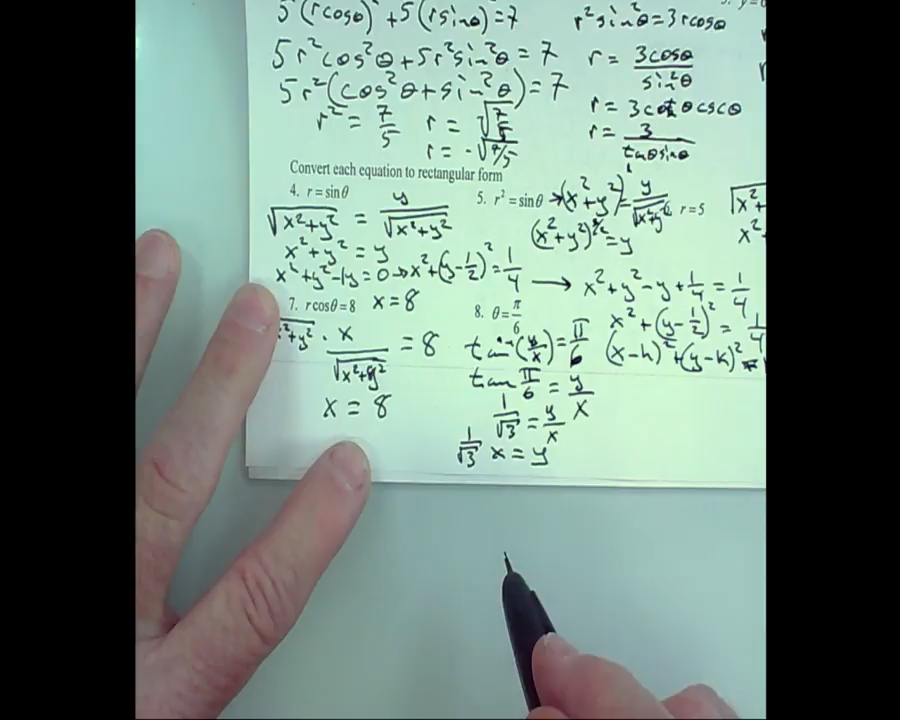 5(rcosθ)² + 5(rsinθ)² = 7
5r²cos²θ + 5r²sin²θ = 7
5r²(cos²θ + sin²θ) = 7
r² = 7/5 r = √7/5
r = -√7/5
r²sin²θ = 3rcosθ
r = 3cosθ/sin²θ
r = 3cotθcscθ
r = 3/tanθsinθ
Convert each equation to rectangular form
4. r = sinθ
√x²+y² = y/√x²+y²
x²+y² = y
x²+y²-1y=0 → x²+(y-1/2)² = 1/4 → x²+y²-y+1/4 = 1/4
x²+(y-1/2)² = 1/4
(x-h)²+(y-k)²
5. r² = sinθ → (x²+y²) = y/√x²+y²
(x²+y²)^3/2 = y
6. r = 5
7. rcosθ = 8 x=8
x²+y² · x/√x²+y² = 8
x = 8
8. θ = π/6
tan⁻¹(y/x) = π/6
tan π/6 = y/x
1/√3 = y/x
1/√3 x = y